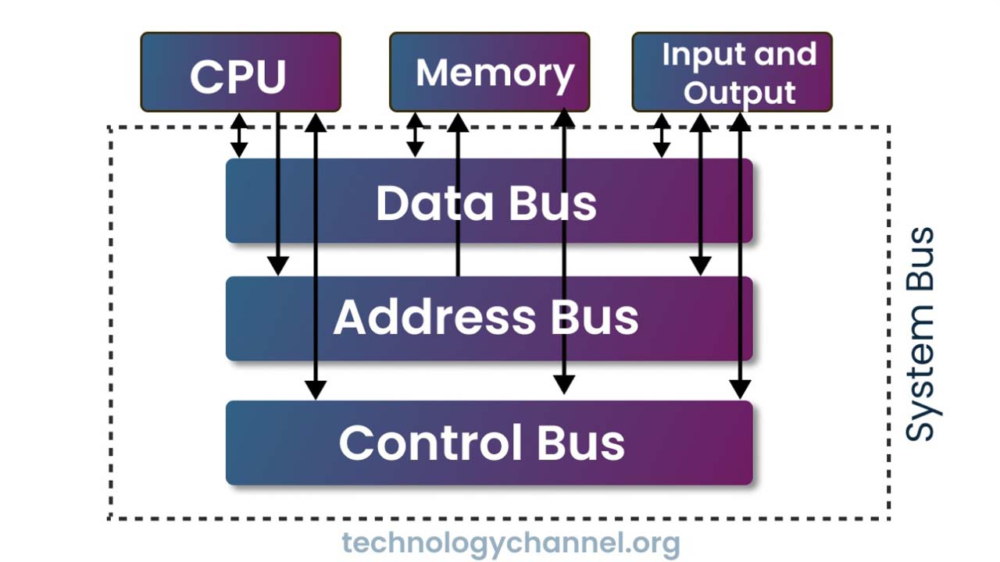 CPU
Memory
Input and
Output
Data Bus
Address Bus
Control Bus
System Bus
technologychannel.org